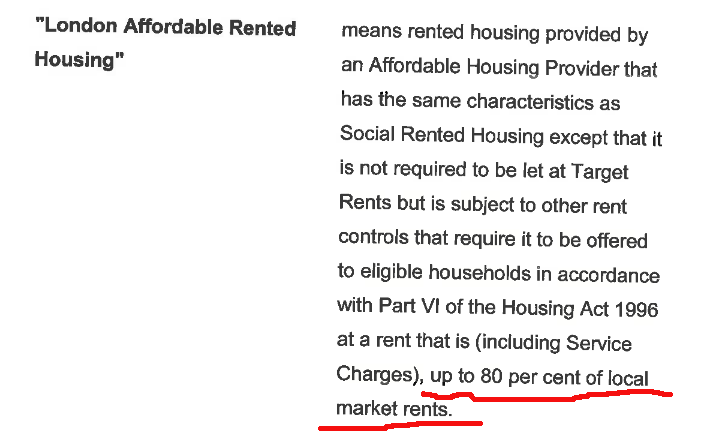 "London Affordable Rented
Housing"
means rented housing provided by
an Affordable Housing Provider that
has the same characteristics as
Social Rented Housing except that it
is not required to be let at Target
Rents but is subject to other rent
controls that require it to be offered
to eligible households in accordance
with Part VI of the Housing Act 1996
at a rent that is (including Service
Charges), up to 80 per cent of local
market rents.